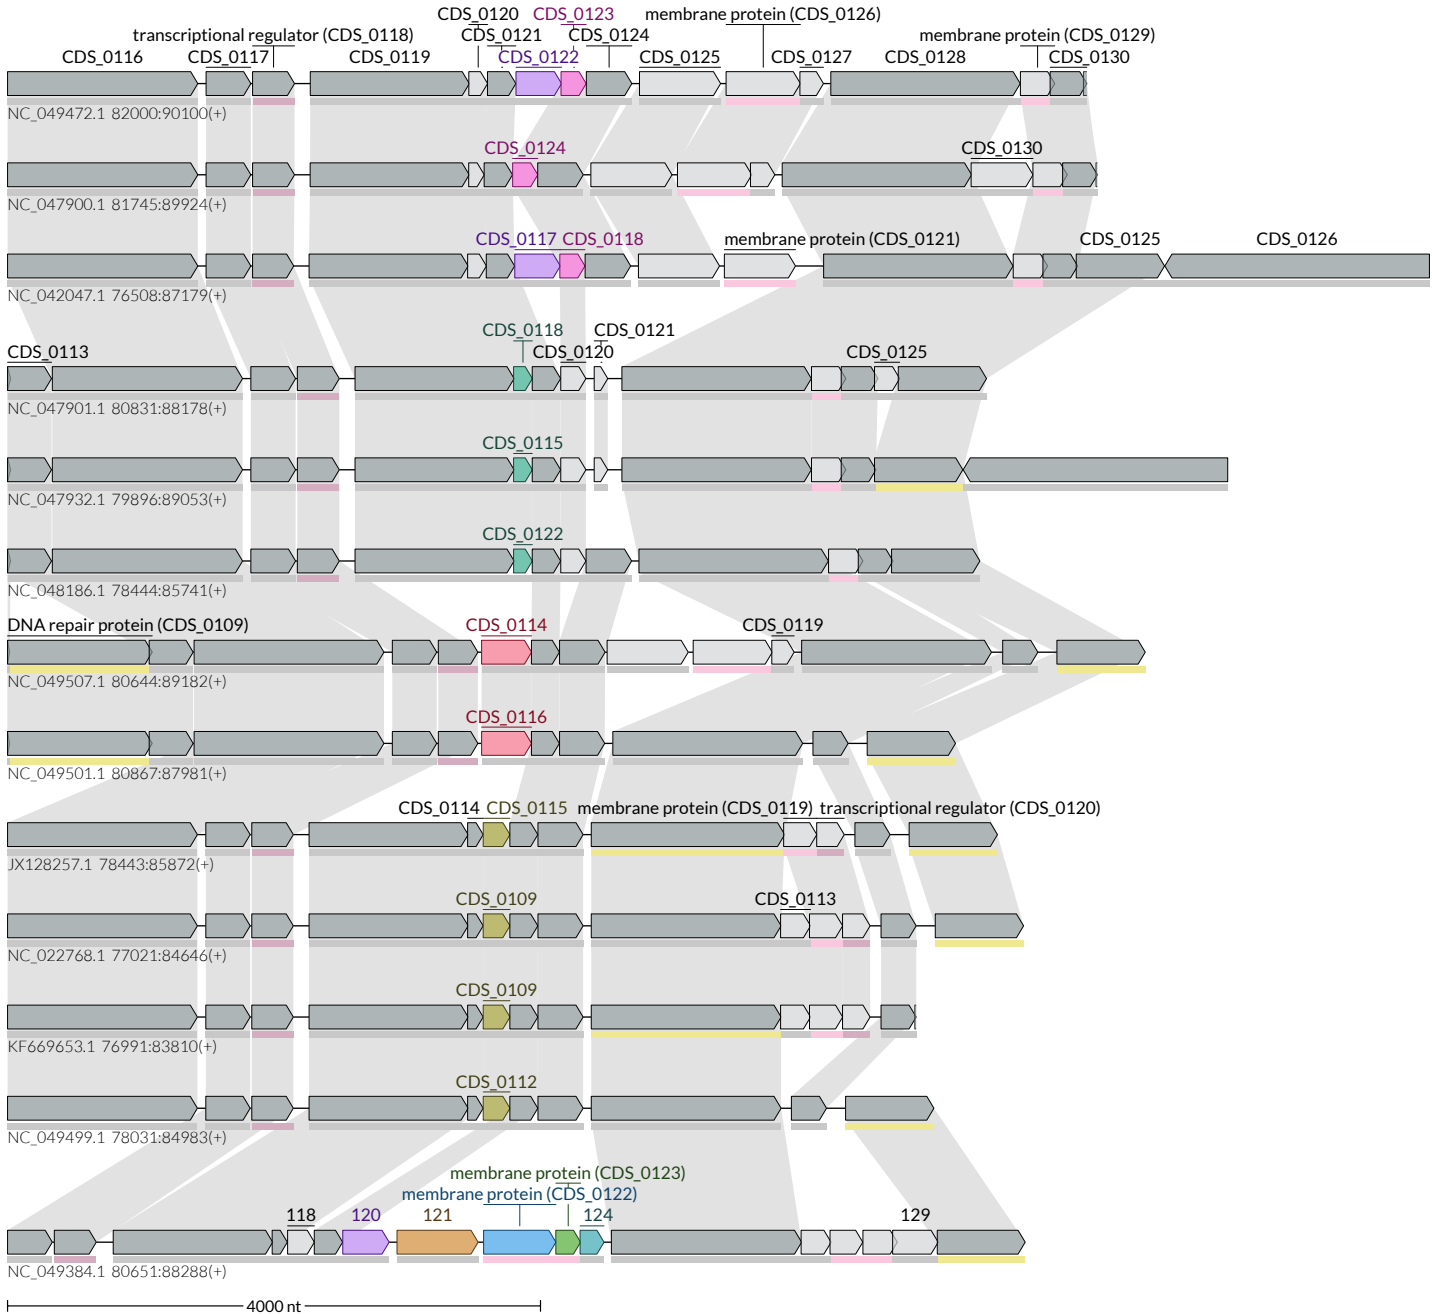 CDS_0120 CDS_0123 membrane protein (CDS_0126)
transcriptional regulator (CDS_0118) CDS_0121 CDS_0124 membrane protein (CDS_0129)
CDS_0116 CDS_0117 CDS_0119 CDS_0122 CDS_0125 CDS_0127 CDS_0128 CDS_0130
NC_049472.1 82000:90100(+)
CDS_0124 CDS_0130
NC_047900.1 81745:89924(+)
CDS_0117 CDS_0118 membrane protein (CDS_0121) CDS_0125 CDS_0126
NC_042047.1 76508:87179(+)
CDS_0118 CDS_0121
CDS_0113 CDS_0120 CDS_0125
NC_047901.1 80831:88178(+)
CDS_0115
NC_047932.1 79896:89053(+)
CDS_0122
NC_048186.1 78444:85741(+)
DNA repair protein (CDS_0109) CDS_0114 CDS_0119
NC_049507.1 80644:89182(+)
CDS_0116
NC_049501.1 80867:87981(+)
CDS_0114 CDS_0115 membrane protein (CDS_0119) transcriptional regulator (CDS_0120)
JX128257.1 78443:85872(+)
CDS_0109 CDS_0113
NC_022768.1 77021:84646(+)
CDS_0109
KF669653.1 76991:83810(+)
CDS_0112
NC_049499.1 78031:84983(+)
membrane protein (CDS_0123)
membrane protein (CDS_0122)
118 120 121 124 129
NC_049384.1 80651:88288(+)
4000 nt